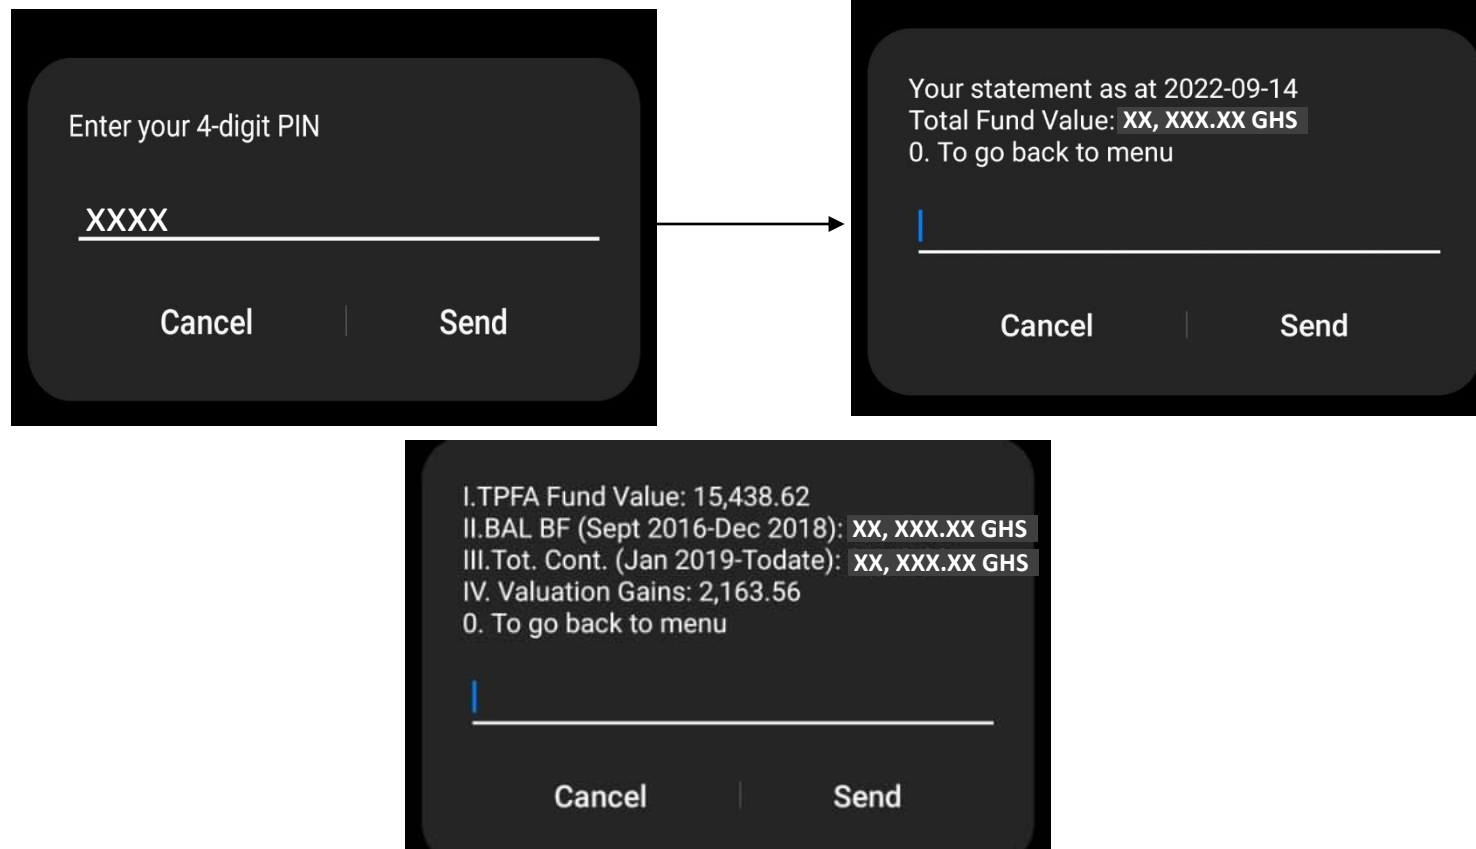 Enter your 4-digit PIN
XXXX
Cancel
Send
Your statement as at 2022-09-14
Total Fund Value: XX, XXX.XX GHS
0. To go back to menu
Cancel
Send
I.TPFA Fund Value: 15,438.62
II.BAL BF (Sept 2016-Dec 2018): XX, XXX.XX GHS
III.Tot. Cont. (Jan 2019-Todate): XX, XXX.XX GHS
IV. Valuation Gains: 2,163.56
0. To go back to menu
Cancel
Send